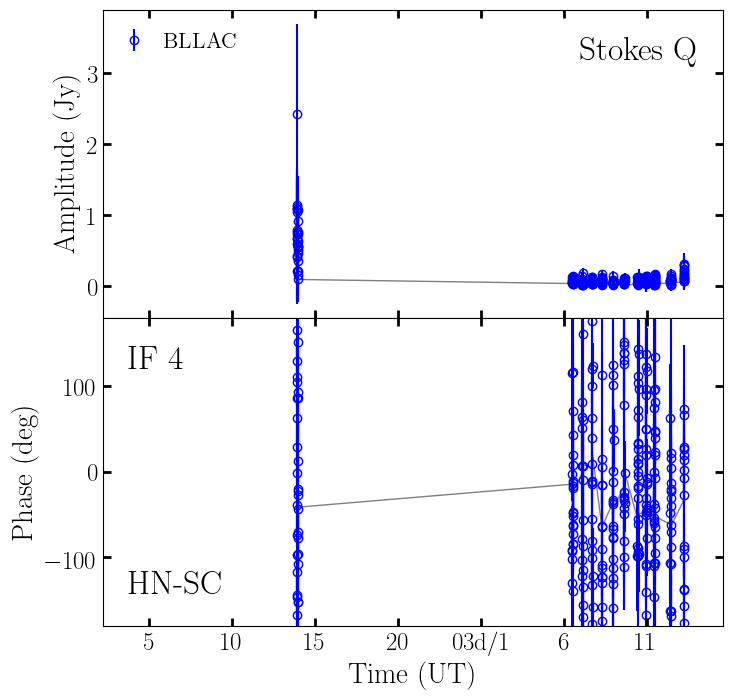 BLLAC
Stokes Q
Amplitude (Jy)
3
2
1
0
IF 4
HN-SC
Phase (deg)
100
0
−100
5 10 15 20 03d/1 6 11
Time (UT)